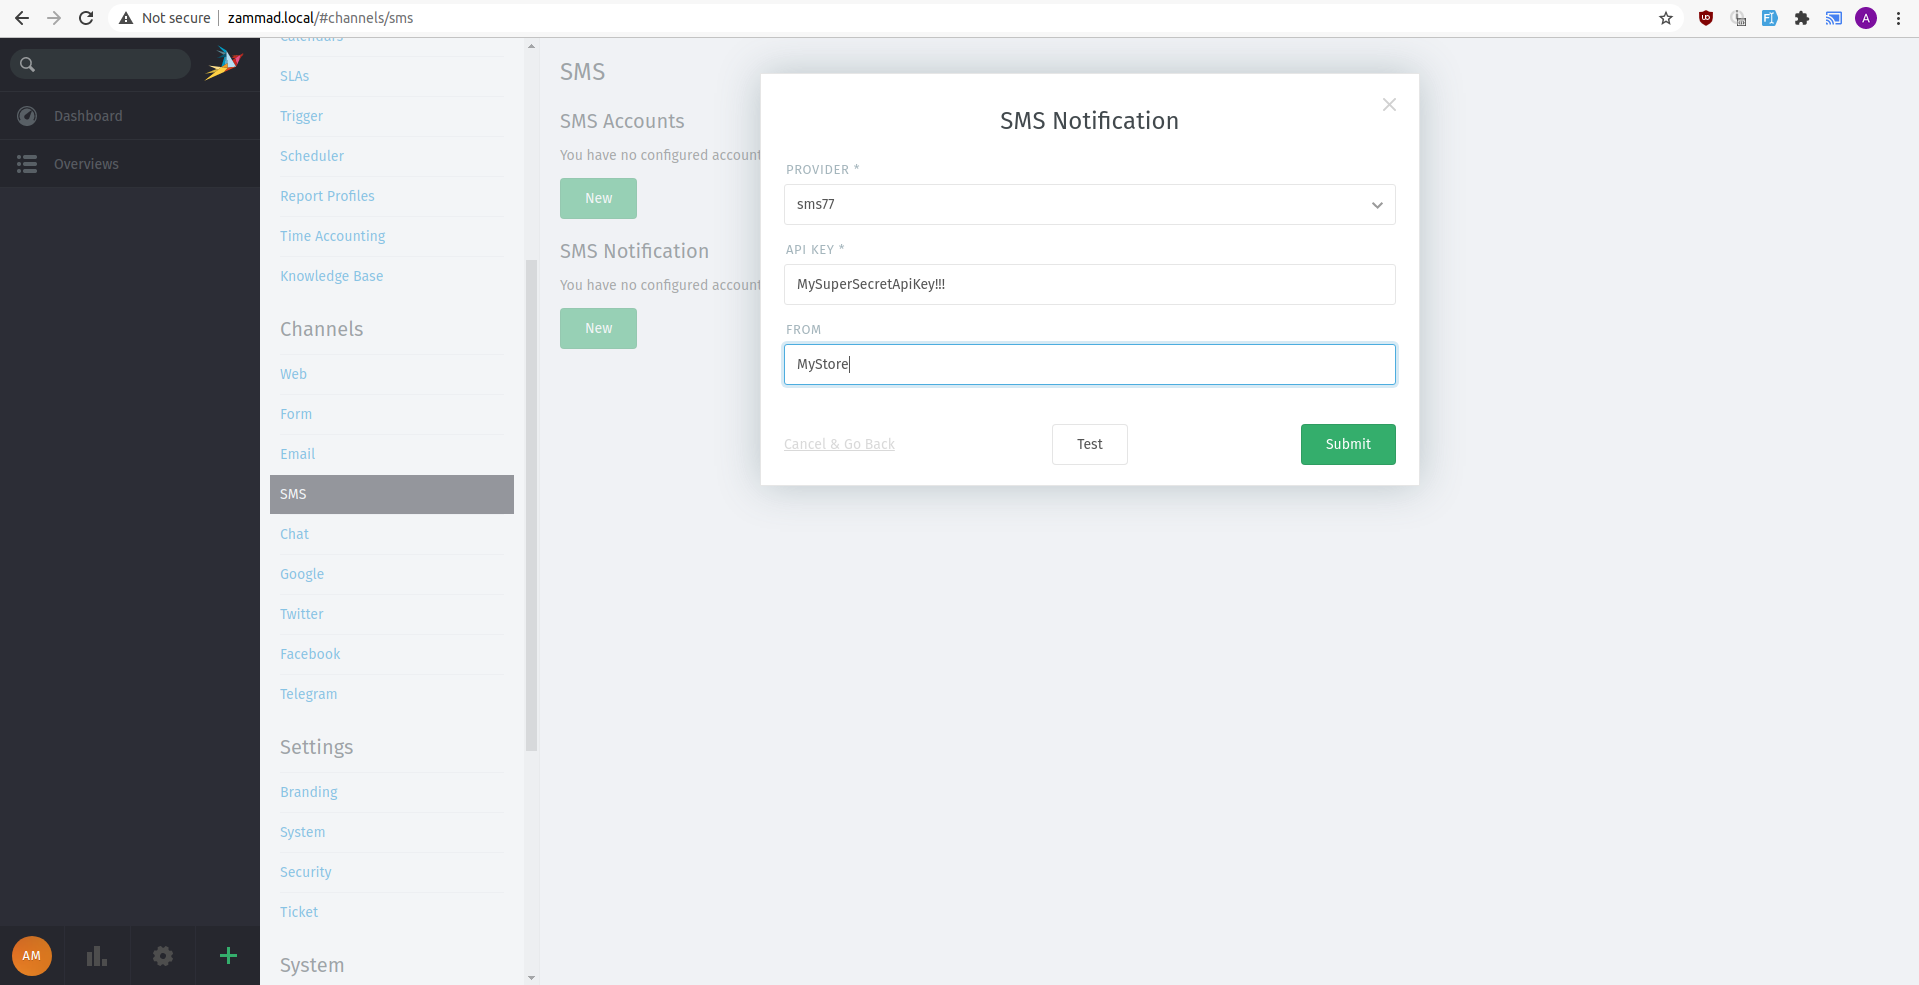 Not secure
zammad.local/#channels/sms
A
Dashboard
Overviews
AM
Calendars
SLAs
Trigger
Scheduler
Report Profiles
Time Accounting
Knowledge Base
Channels
Web
Form
Email
SMS
Chat
Google
Twitter
Facebook
Telegram
Settings
Branding
System
Security
Ticket
System
SMS
SMS Accounts
You have no configured account
New
SMS Notification
You have no configured account
New
SMS Notification
PROVIDER *
sms77
API KEY *
MySuperSecretApiKey!!!
FROM
MyStore
Cancel & Go Back
Test
Submit